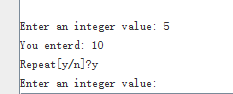 Enter an integer value: 5
You enterd: 10
Repeat[y/n]?y
Enter an integer value: